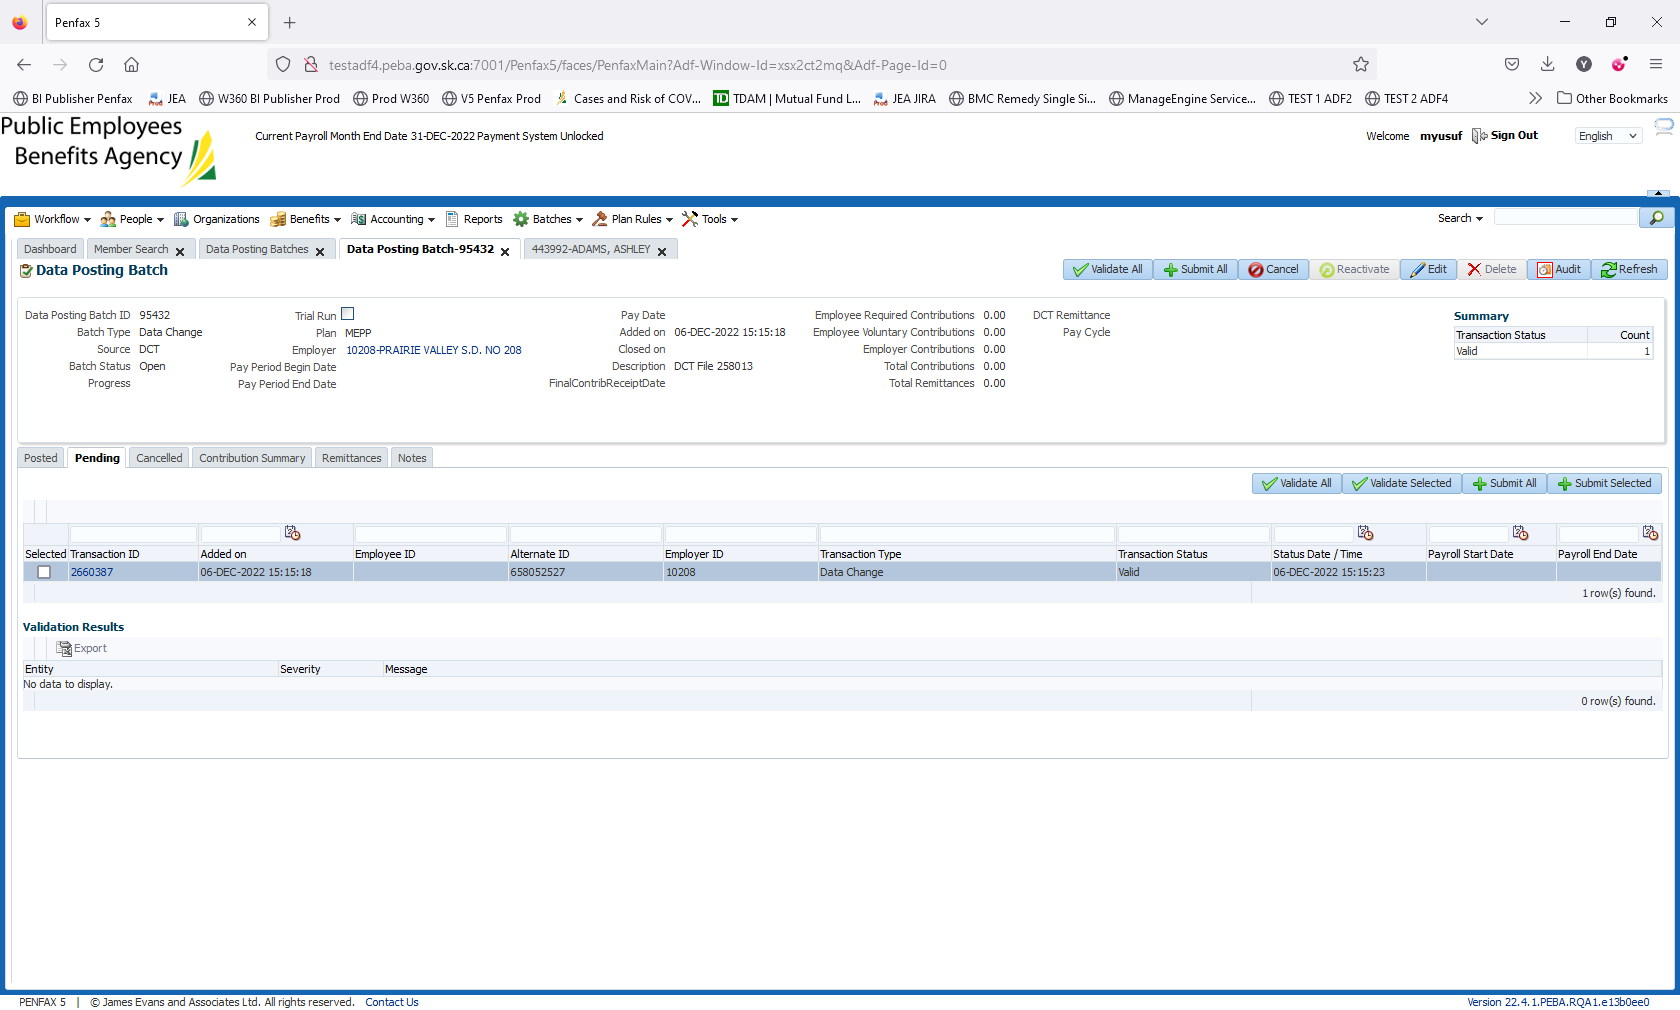 Penfax 5
testadf4.peba.gov.sk.ca:7001/Penfax5/faces/PenfaxMain?Adf-Window-Id=xsx2ct2mq&Adf-Page-Id=0
BI Publisher Penfax JEA W360 BI Publisher Prod Prod W360 V5 Penfax Prod Cases and Risk of COV... TDAM | Mutual Fund L... JEA JIRA BMC Remedy Single Si... ManageEngine Service... TEST 1 ADF2 TEST 2 ADF4 Other Bookmarks
Public Employees
Benefits Agency
Current Payroll Month End Date 31-DEC-2022 Payment System Unlocked
Welcome myusuf Sign Out English
Workflow People Organizations Benefits Accounting Reports Batches Plan Rules Tools Search
Dashboard Member Search Data Posting Batches Data Posting Batch-95432 443992-ADAMS, ASHLEY
Data Posting Batch
Validate All Submit All Cancel Reactivate Edit Delete Audit Refresh
Data Posting Batch ID 95432 Trial Run Pay Date Employee Required Contributions 0.00 DCT Remittance Summary
Batch Type Data Change Plan MEPP Added on 06-DEC-2022 15:15:18 Employee Voluntary Contributions 0.00 Pay Cycle Transaction Status Count
Source DCT Employer 10208-PRAIRIE VALLEY S.D. NO 208 Closed on Employer Contributions 0.00 Valid 1
Batch Status Open Pay Period Begin Date Description DCT File 258013 Total Contributions 0.00
Progress Pay Period End Date FinalContribReceiptDate Total Remittances 0.00
Posted Pending Cancelled Contribution Summary Remittances Notes
Validate All Validate Selected Submit All Submit Selected
Selected Transaction ID Added on Employee ID Alternate ID Employer ID Transaction Type Transaction Status Status Date / Time Payroll Start Date Payroll End Date
2660387 06-DEC-2022 15:15:18 658052527 10208 Data Change Valid 06-DEC-2022 15:15:23
1 row(s) found.
Validation Results
Export
Entity Severity Message
No data to display.
0 row(s) found.
PENFAX 5 | © James Evans and Associates Ltd. All rights reserved. Contact Us Version 22.4.1.PEBA.RQA1.e13b0ee0